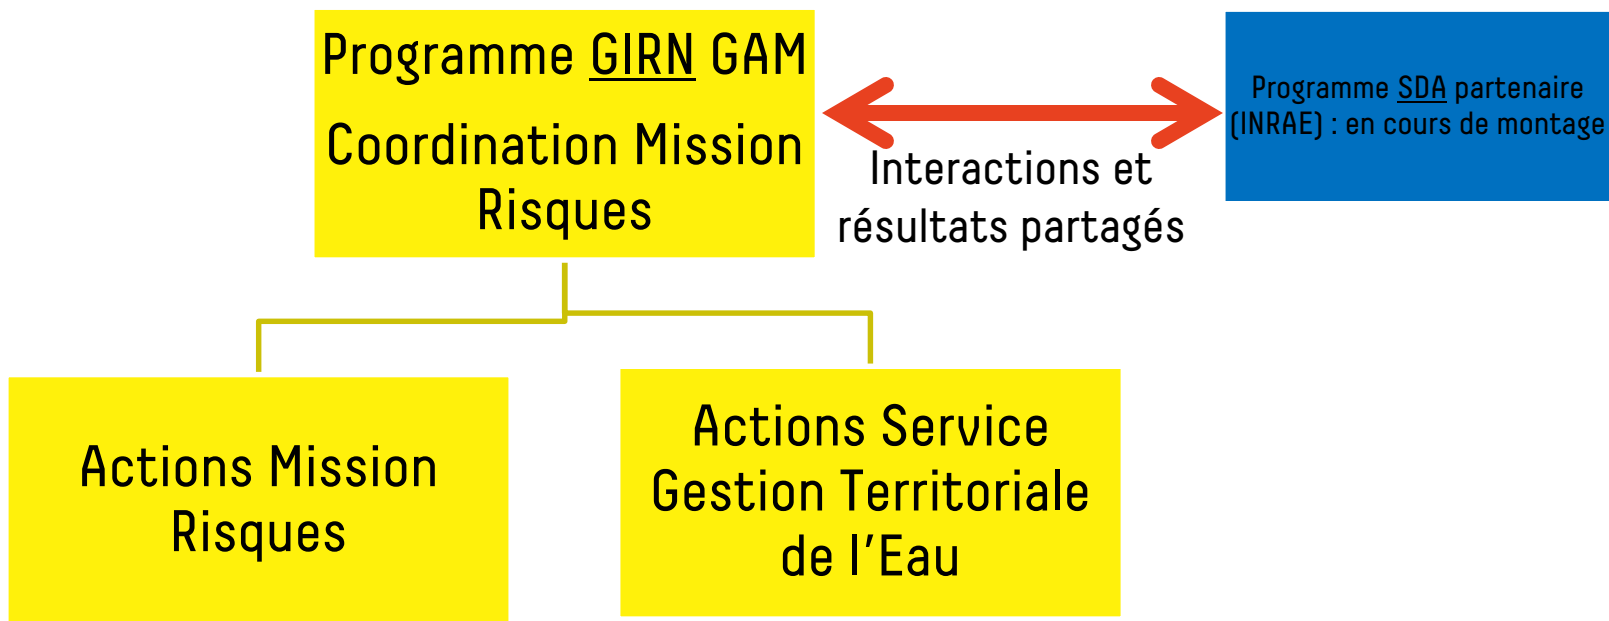 Programme GIRN GAM
Coordination Mission
Risques
Programme SDA partenaire
(INRAE) : en cours de montage
Interactions et
résultats partagés
Actions Mission
Risques
Actions Service
Gestion Territoriale
de l'Eau